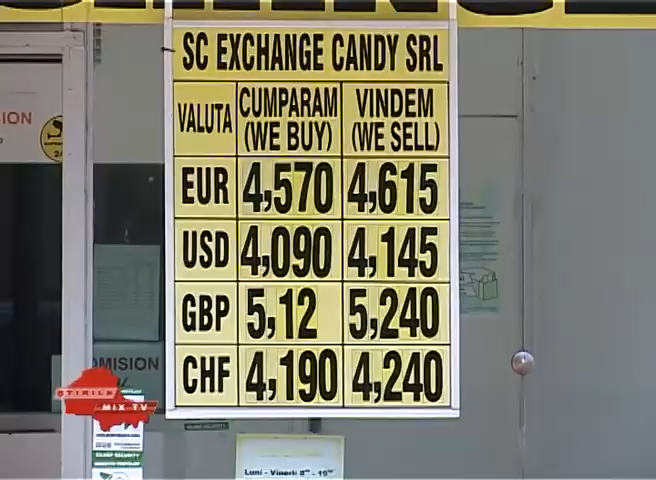 SC EXCHANGE CANDY SRL
VALUTA CUMPARAM (WE BUY) VINDEM (WE SELL)
EUR 4,570 4,615
USD 4,090 4,145
GBP 5,12 5,240
CHF 4,190 4,240
STIRILE
MIX TV
Luni - Vineri 8